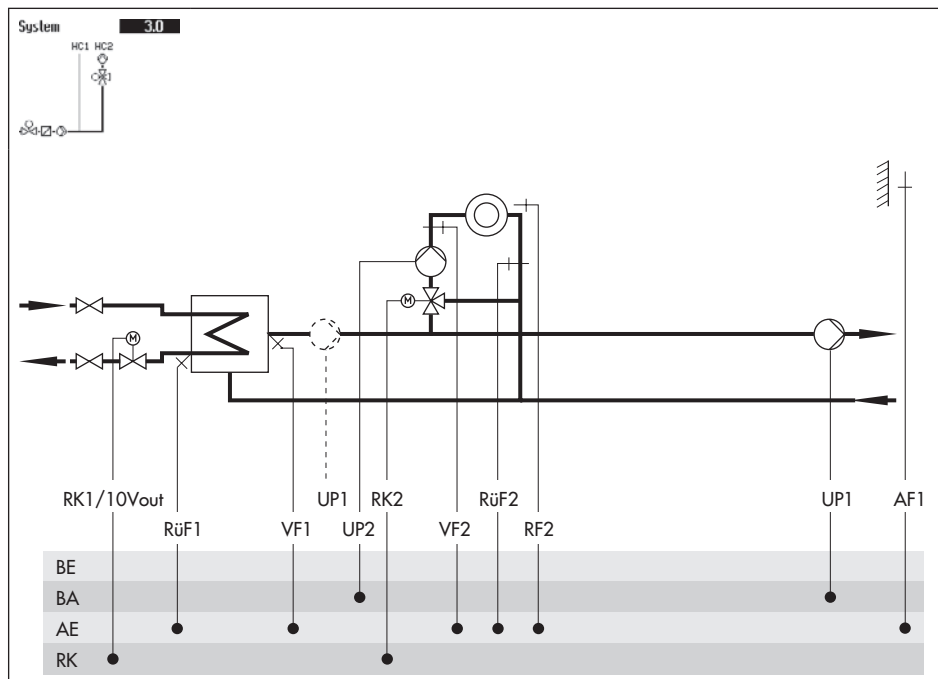 System 3.0
HC1 HC2
M
M
RK1/10Vout UP1 RK2 RüF2 UP1 AF1
RüF1 VF1 UP2 VF2 RF2
BE
BA
AE
RK